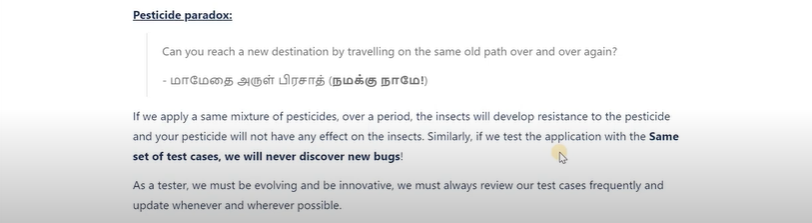 Pesticide paradox:
Can you reach a new destination by travelling on the same old path over and over again?
- மாமேதை அருள் பிரசாத் (நமக்கு நாமே!)
If we apply a same mixture of pesticides, over a period, the insects will develop resistance to the pesticide
and your pesticide will not have any effect on the insects. Similarly, if we test the application with the Same
set of test cases, we will never discover new bugs!
As a tester, we must be evolving and be innovative, we must always review our test cases frequently and
update whenever and wherever possible.